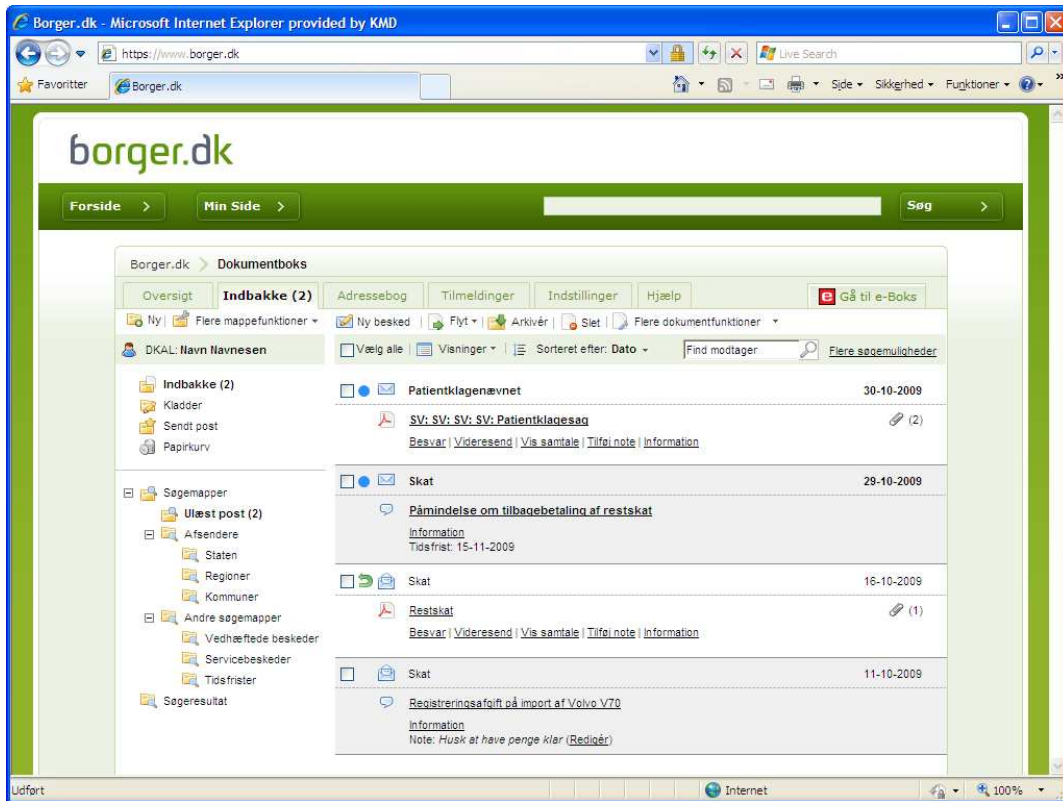 Borger.dk - Microsoft Internet Explorer provided by KMD
https://www.borger.dk
Live Search
Favoritter
Borger.dk
Side
Sikkerhed
Funktioner
borger.dk
Forside
Min Side
Søg
Borger.dk Dokumentboks
Oversigt Indbakke (2) Adressebog Tilmeldinger Indstillinger Hjælp
e Gå til e-Boks
Ny | Flere mappefunktioner
Ny besked | Flyt | Arkivér | Slet | Flere dokumentfunktioner
DKAL: Navn Navnesen
Vælg alle | Visninger | Sorteret efter: Dato
Find modtager
Flere søgemuligheder
Indbakke (2)
Kladder
Sendt post
Papirkurv
Søgemapper
Ulæst post (2)
Afsendere
Staten
Regioner
Kommuner
Andre søgemapper
Vedhæftede beskeder
Servicebeskeder
Tidsfrister
Søgeresultat
Patientklagenævnet 30-10-2009
SV: SV: SV: SV: Patientklagesag (2)
Besvar | Videresend | Vis samtale | Tilføj note | Information
Skat 29-10-2009
Påmindelse om tilbagebetaling af restskat
Information
Tidsfrist: 15-11-2009
Skat 16-10-2009
Restskat (1)
Besvar | Videresend | Vis samtale | Tilføj note | Information
Skat 11-10-2009
Registreringsafgift på import af Volvo V70
Information
Note: Husk at have penge klar (Redigér)
Udført
Internet
100%